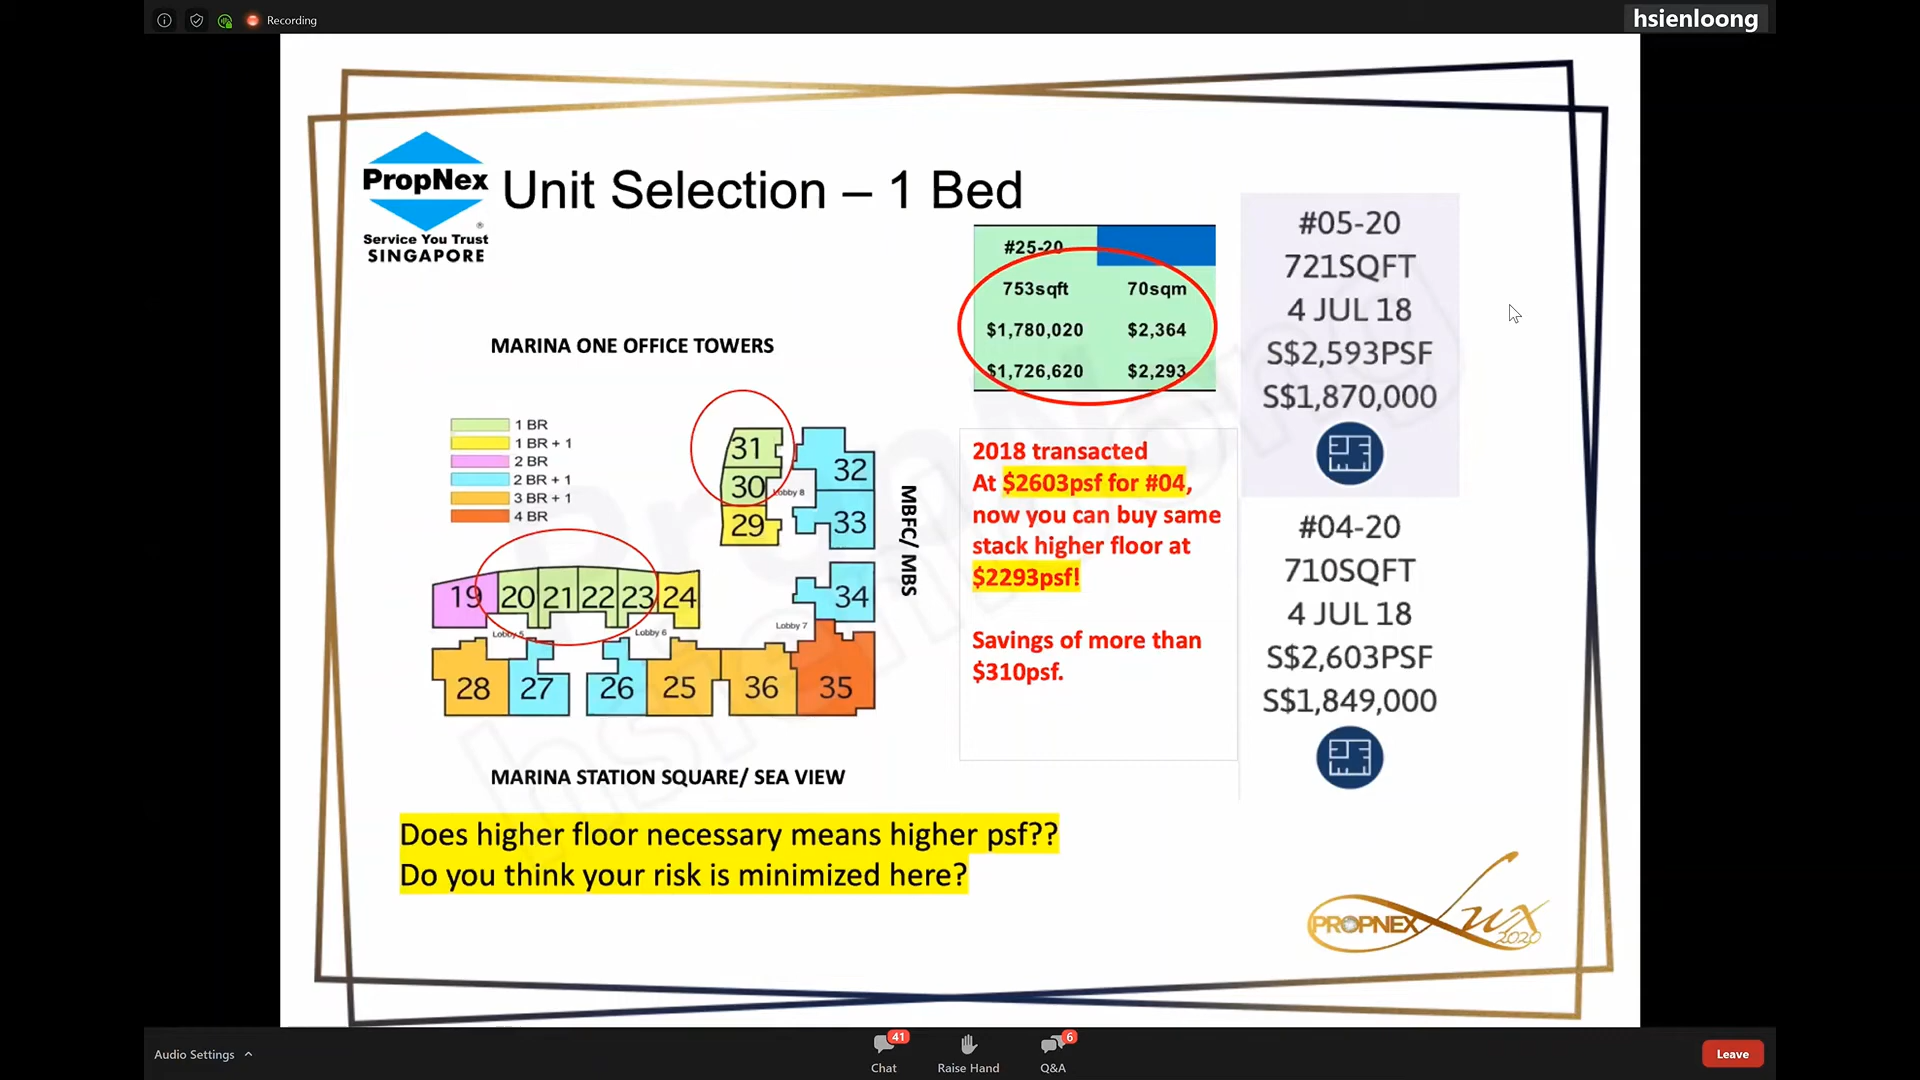 Recording
hsienloong
PropNex
Service You Trust
SINGAPORE
Unit Selection – 1 Bed
#25-20
753sqft 70sqm
$1,780,020 $2,364
$1,726,620 $2,293
#05-20
721SQFT
4 JUL 18
S$2,593PSF
S$1,870,000
MARINA ONE OFFICE TOWERS
1 BR
1 BR + 1
2 BR
2 BR + 1
3 BR + 1
4 BR
31
30
29
Lobby 8
32
33
34
MBFC/ MBS
19 20 21 22 23 24
Lobby 5 Lobby 6 Lobby 7
28 27 26 25 36 35
MARINA STATION SQUARE/ SEA VIEW
2018 transacted
At $2603psf for #04,
now you can buy same
stack higher floor at
$2293psf!
Savings of more than
$310psf.
#04-20
710SQFT
4 JUL 18
S$2,603PSF
S$1,849,000
Does higher floor necessary means higher psf??
Do you think your risk is minimized here?
PROPNEX Lux
2020
Audio Settings
41
Chat
Raise Hand
6
Q&A
Leave